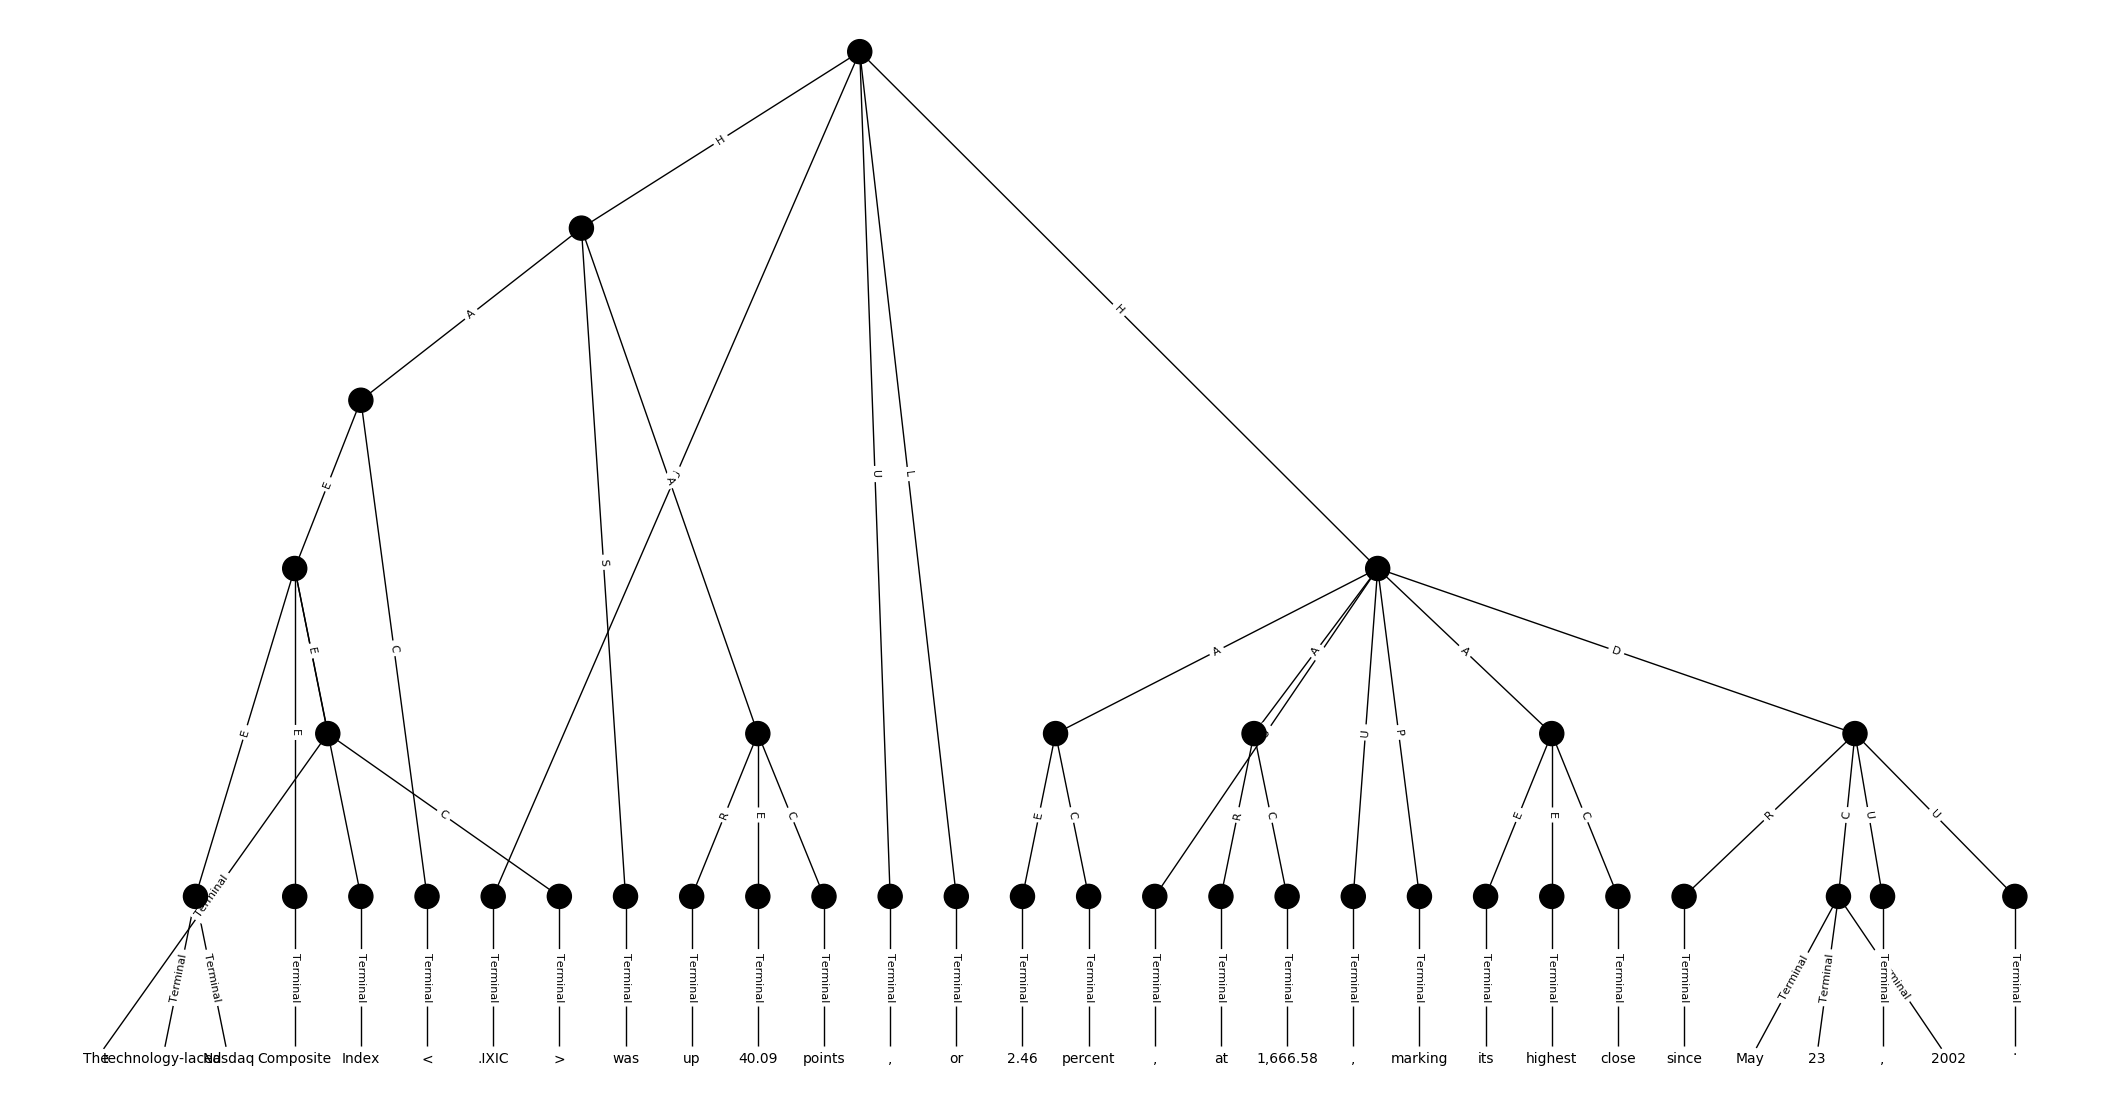 H
A
E
A
U
L
H
S
E
C
A
A
U
P
A
D
E
E
C
R
E
C
E
C
R
C
E
E
C
R
C
U
U
Terminal
Terminal Terminal Terminal Terminal Terminal Terminal Terminal Terminal Terminal Terminal Terminal Terminal Terminal Terminal Terminal Terminal Terminal Terminal Terminal Terminal Terminal Terminal Terminal Terminal Terminal Terminal Terminal Terminal Terminal
The technology-laced Nasdaq Composite Index < .IXIC > was up 40.09 points , or 2.46 percent , at 1,666.58 , marking its highest close since May 23 , 2002 .